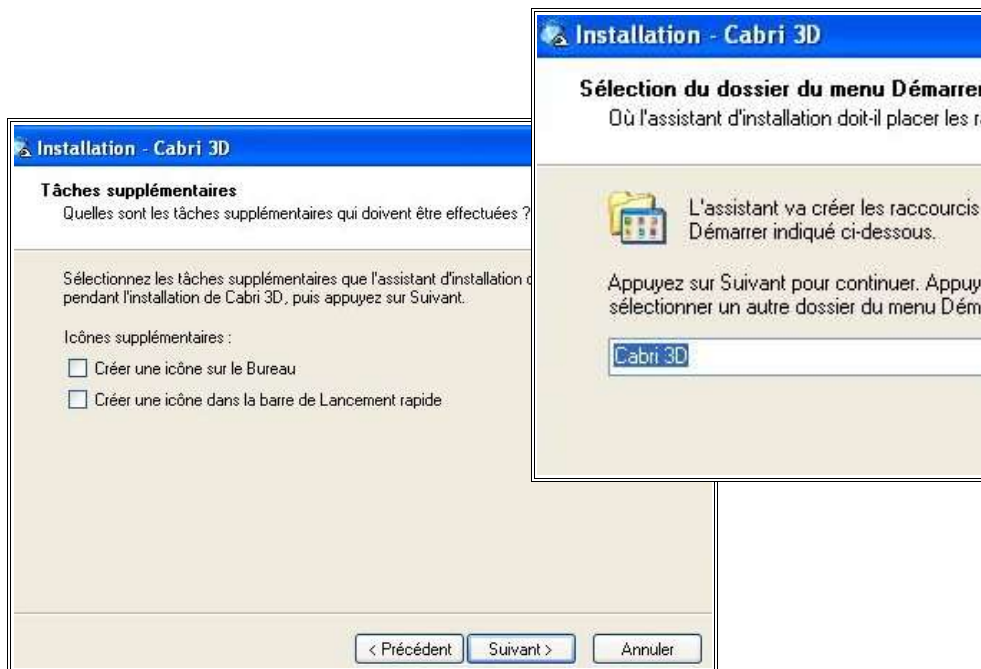 Installation - Cabri 3D
Sélection du dossier du menu Démarrer
Où l'assistant d'installation doit-il placer les
L'assistant va créer les raccourcis
Démarrer indiqué ci-dessous.
Appuyez sur Suivant pour continuer.
sélectionner un autre dossier du menu
Cabri 3D
Installation - Cabri 3D
Tâches supplémentaires
Quelles sont les tâches supplémentaires qui doivent être effectuées ?
Sélectionnez les tâches supplémentaires que l'assistant d'installation
pendant l'installation de Cabri 3D, puis appuyez sur Suivant.
Icônes supplémentaires :
Créer une icône sur le Bureau
Créer une icône dans la barre de Lancement rapide
< Précédent
Suivant >
Annuler